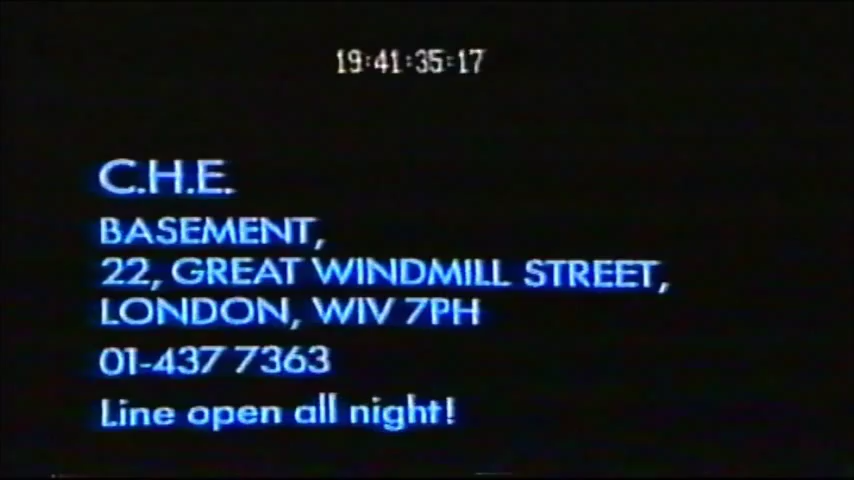 19:41:35:17
C.H.E.
BASEMENT,
22, GREAT WINDMILL STREET,
LONDON, WIV 7PH
01-437 7363
Line open all night!